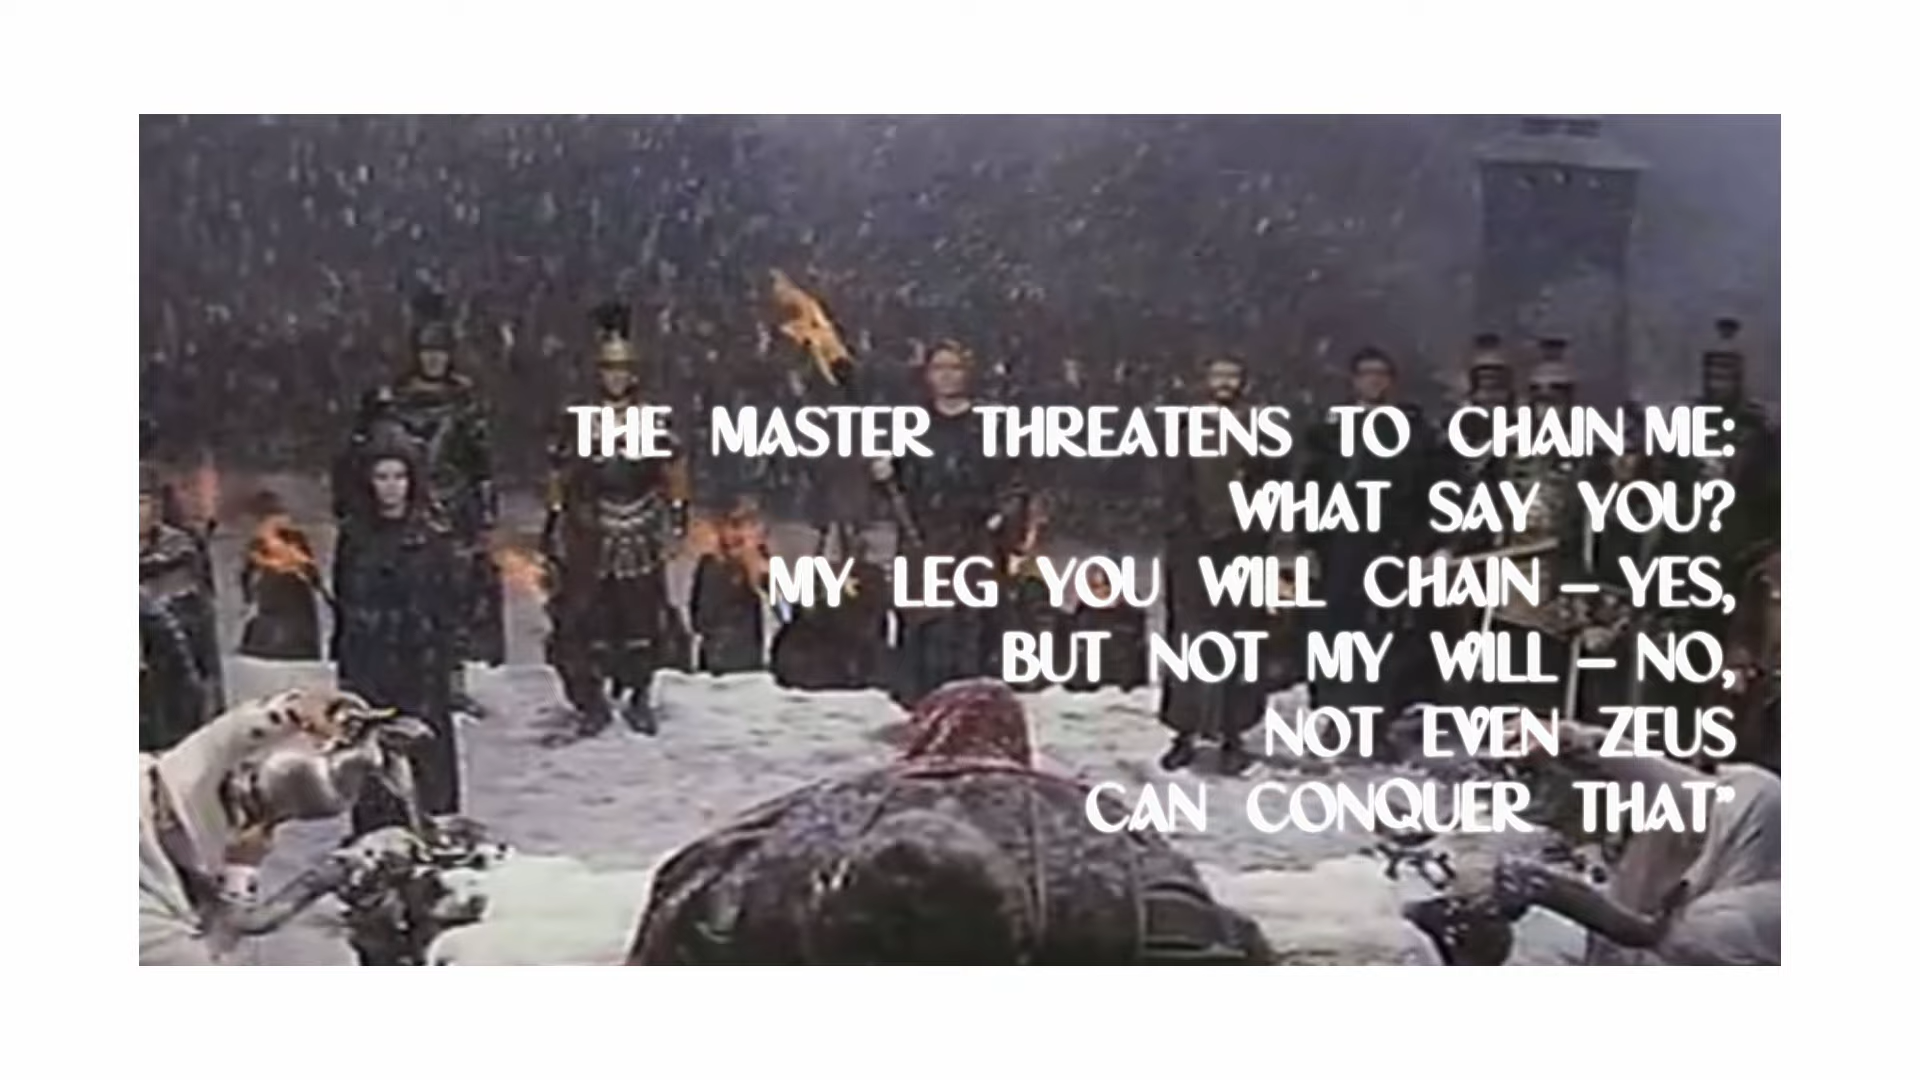 THE MASTER THREATENS TO CHAIN ME:
WHAT SAY YOU?
MY LEG YOU WILL CHAIN – YES,
BUT NOT MY WILL – NO,
NOT EVEN ZEUS
CAN CONQUER THAT”